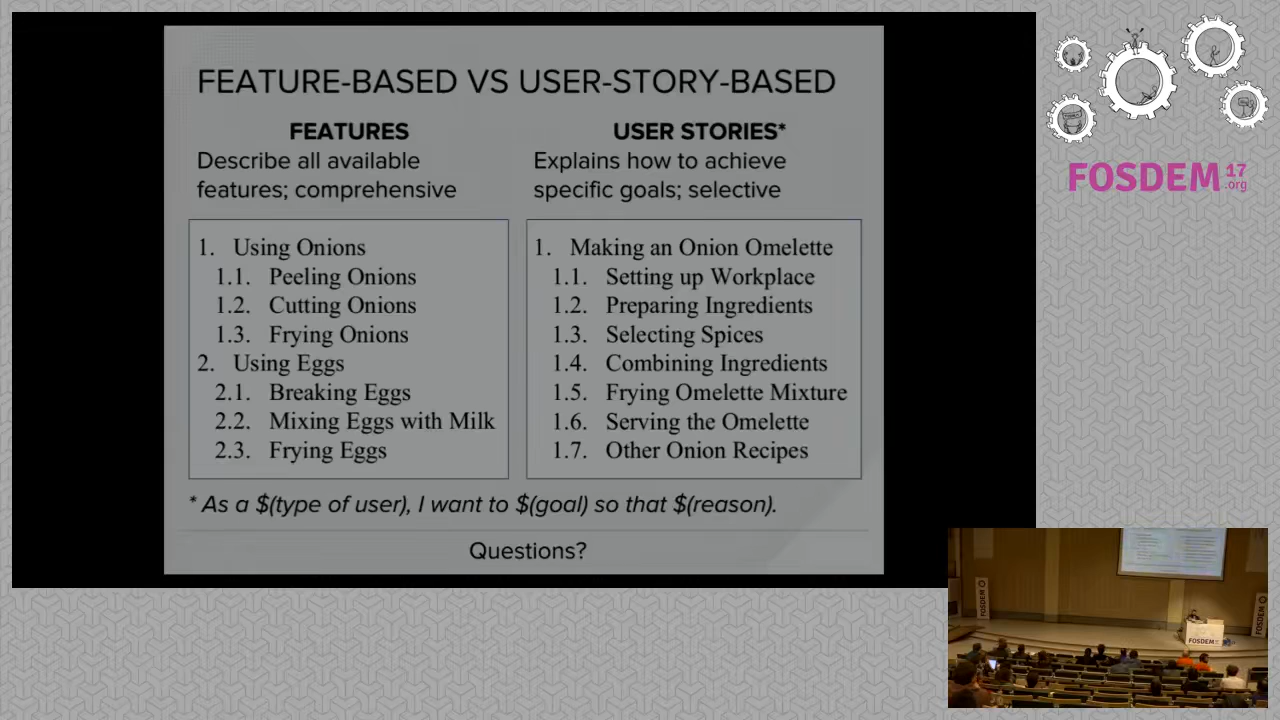 FEATURE-BASED VS USER-STORY-BASED
FEATURES
Describe all available
features; comprehensive
1. Using Onions
1.1. Peeling Onions
1.2. Cutting Onions
1.3. Frying Onions
2. Using Eggs
2.1. Breaking Eggs
2.2. Mixing Eggs with Milk
2.3. Frying Eggs
USER STORIES*
Explains how to achieve
specific goals; selective
1. Making an Onion Omelette
1.1. Setting up Workplace
1.2. Preparing Ingredients
1.3. Selecting Spices
1.4. Combining Ingredients
1.5. Frying Omelette Mixture
1.6. Serving the Omelette
1.7. Other Onion Recipes
* As a $(type of user), I want to $(goal) so that $(reason).
Questions?
FOSDEM 17
.org
FOSDEM
FOSDEM
FOSDEM